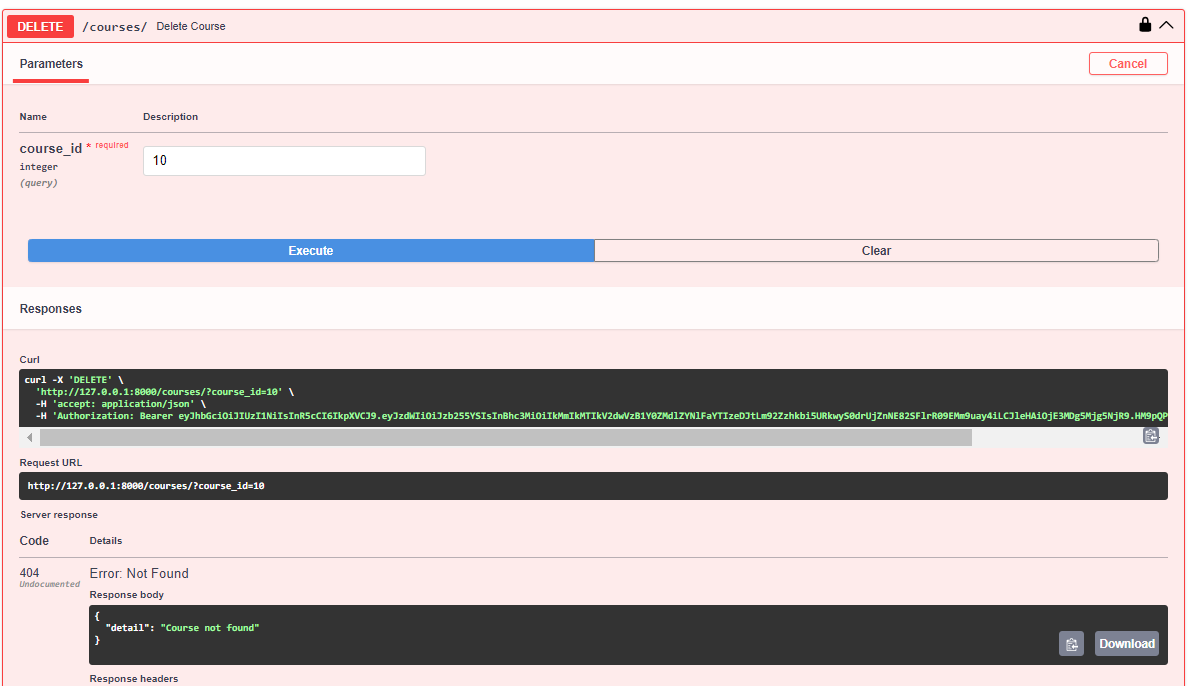 DELETE /courses/ Delete Course
Parameters
Cancel
Name Description
course_id * required
integer
(query)
10
Execute Clear
Responses
Curl
curl -X 'DELETE' \
'http://127.0.0.1:8000/courses/?course_id=10' \
-H 'accept: application/json' \
-H 'Authorization: Bearer
Request URL
http://127.0.0.1:8000/courses/?course_id=10
Server response
Code Details
404
Undocumented
Error: Not Found
Response body
{
"detail": "Course not found"
}
Download
Response headers